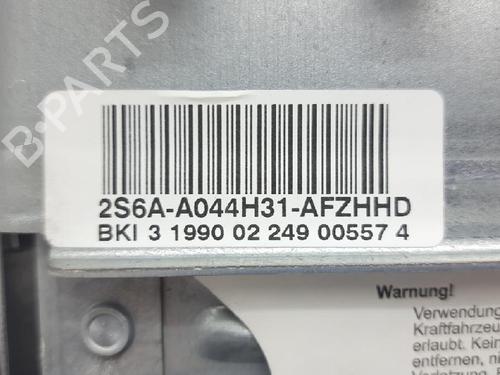 B-PARTS
2S6A-A044H31-AFZHHD
BKI 3 1990 02 249 00557 4
Warnung!
Verwendung
Kraftfahrzeu
erlaubt. Kein
entfernen, ni